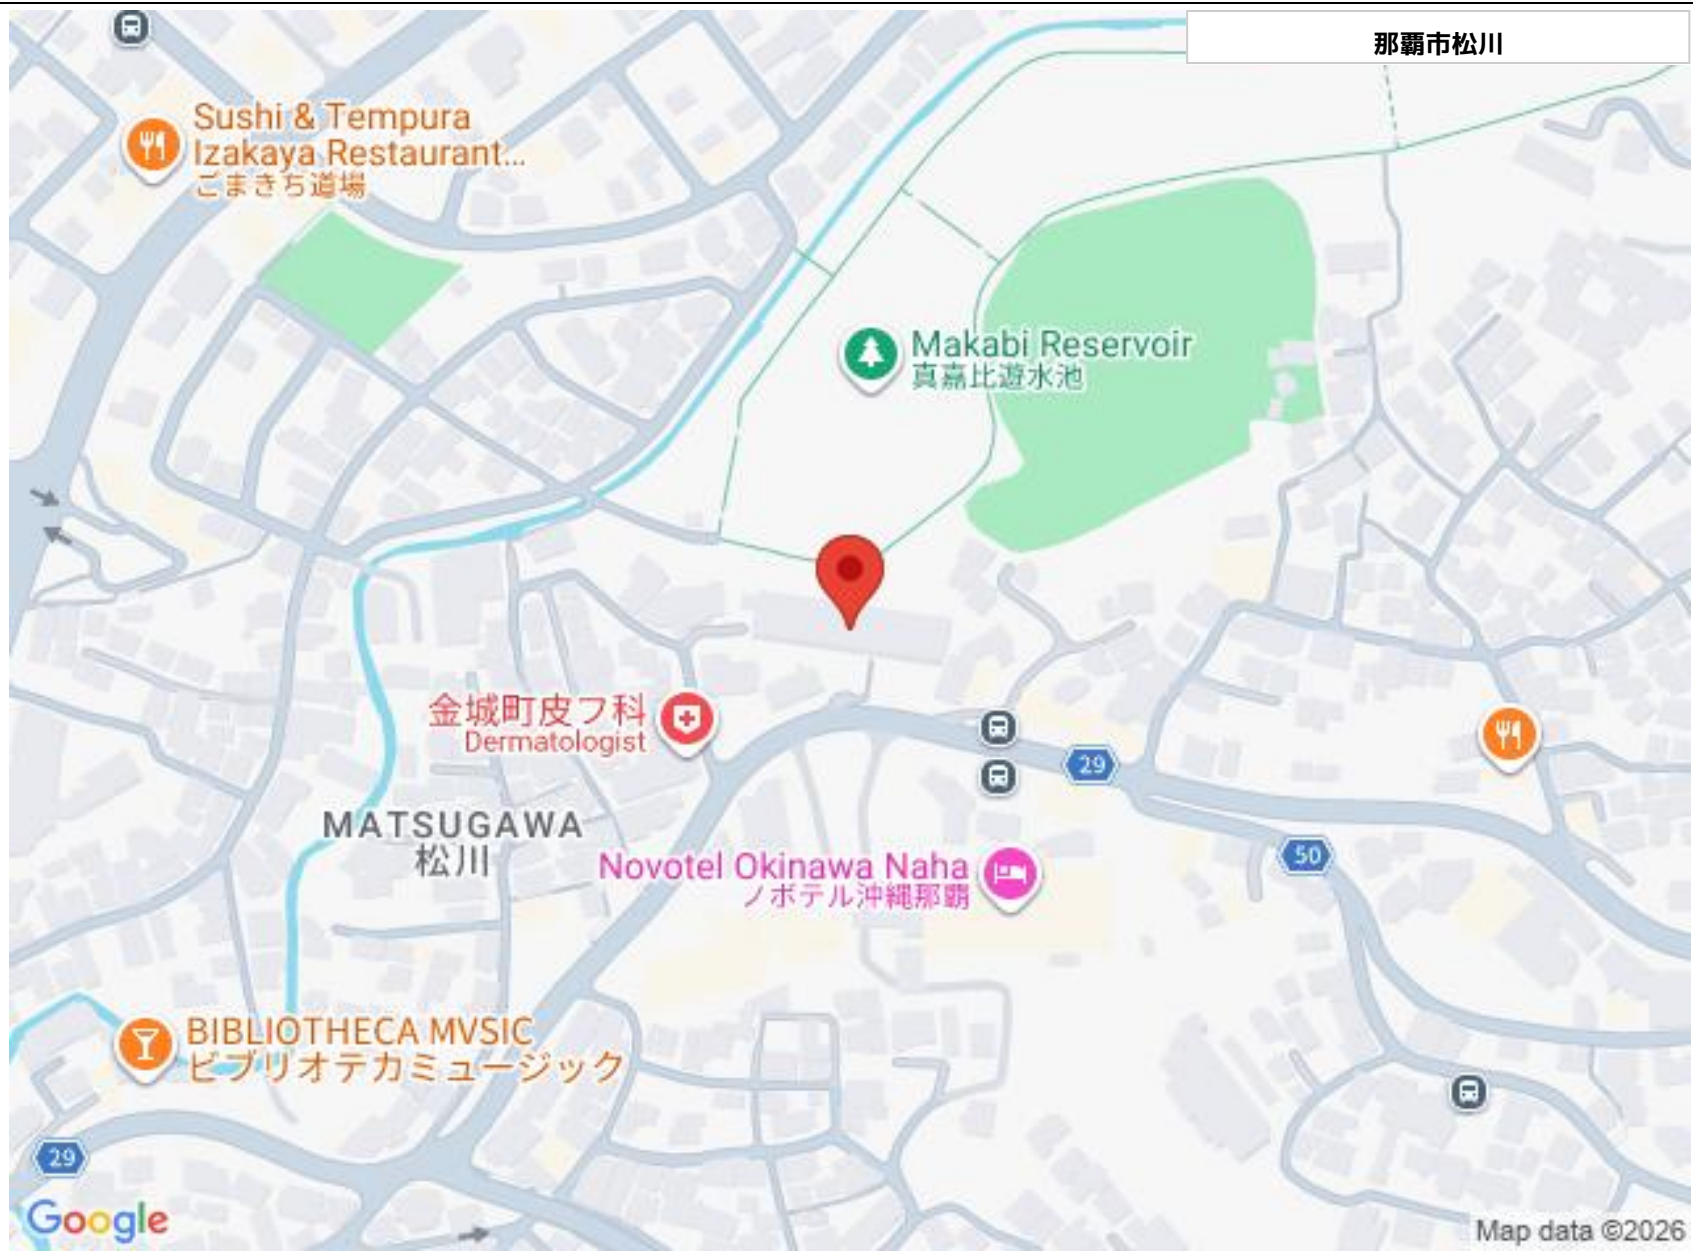 那覇市松川
Sushi & Tempura
Izakaya Restaurant...
ごまきち道場
Makabi Reservoir
真嘉比遊水池
金城町皮フ科
Dermatologist
29
50
MATSUGAWA
松川
Novotel Okinawa Naha
ノボテル沖縄那覇
BIBLIOTHECA MVSIC
ビブリオテカミュージック
29
Google
Map data ©2026